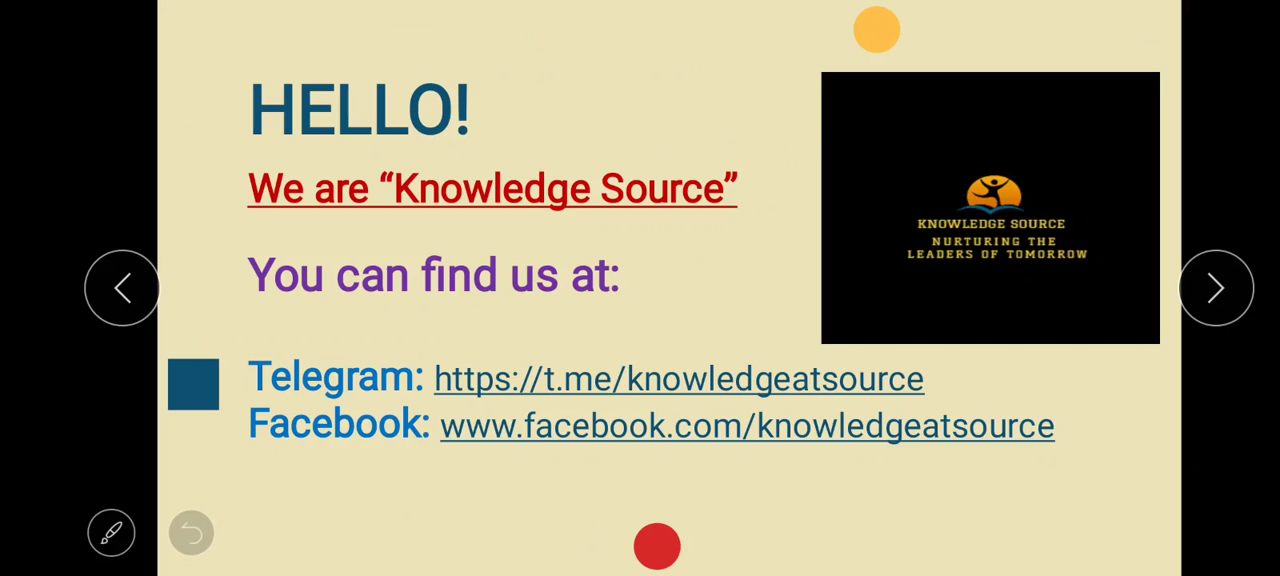 HELLO!
We are “Knowledge Source”
You can find us at:
Telegram: https://t.me/knowledgeatsource
Facebook: www.facebook.com/knowledgeatsource
KNOWLEDGE SOURCE
NURTURING THE
LEADERS OF TOMORROW